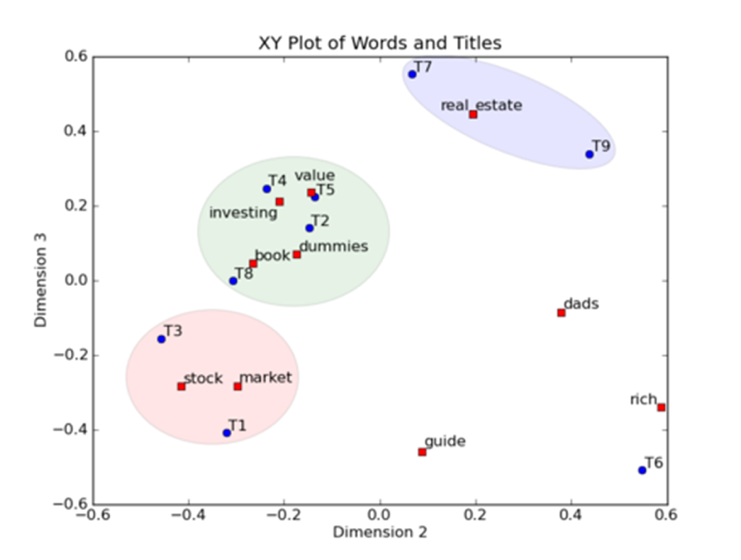 XY Plot of Words and Titles
0.6
T7
real estate
0.4
T9
value
T4
T5
0.2
investing
T2
dummies
book
T8
0.0
dads
T3
−0.2
stock
market
rich
−0.4
T1
guide
T6
−0.6
−0.6
−0.4
−0.2
0.0
0.2
0.4
0.6
Dimension 2
Dimension 3